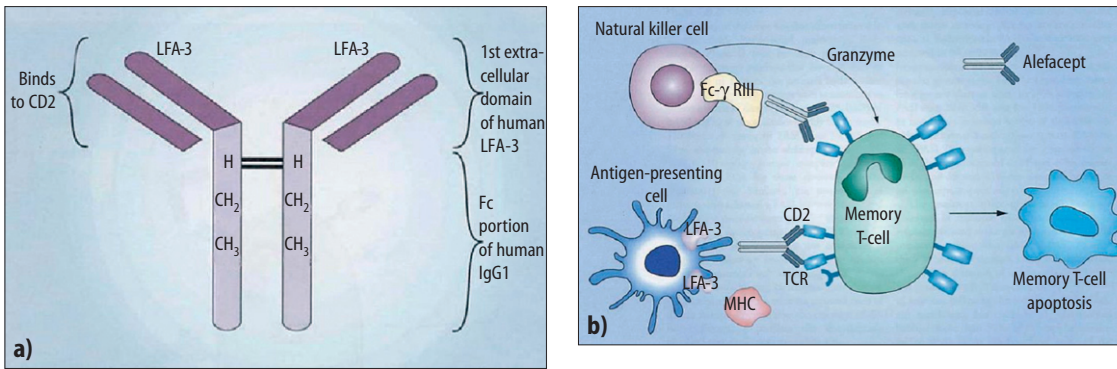 LFA-3
LFA-3
Binds
to CD2
1st extra-
cellular
domain
of human
LFA-3
H
H
CH2
CH2
CH3
CH3
Fc
portion
of human
IgG1
a)
Natural killer cell
Granzyme
Alefacept
Fc-γ RIII
Antigen-presenting
cell
LFA-3
CD2
Memory
T-cell
LFA-3
TCR
MHC
Memory T-cell
apoptosis
b)